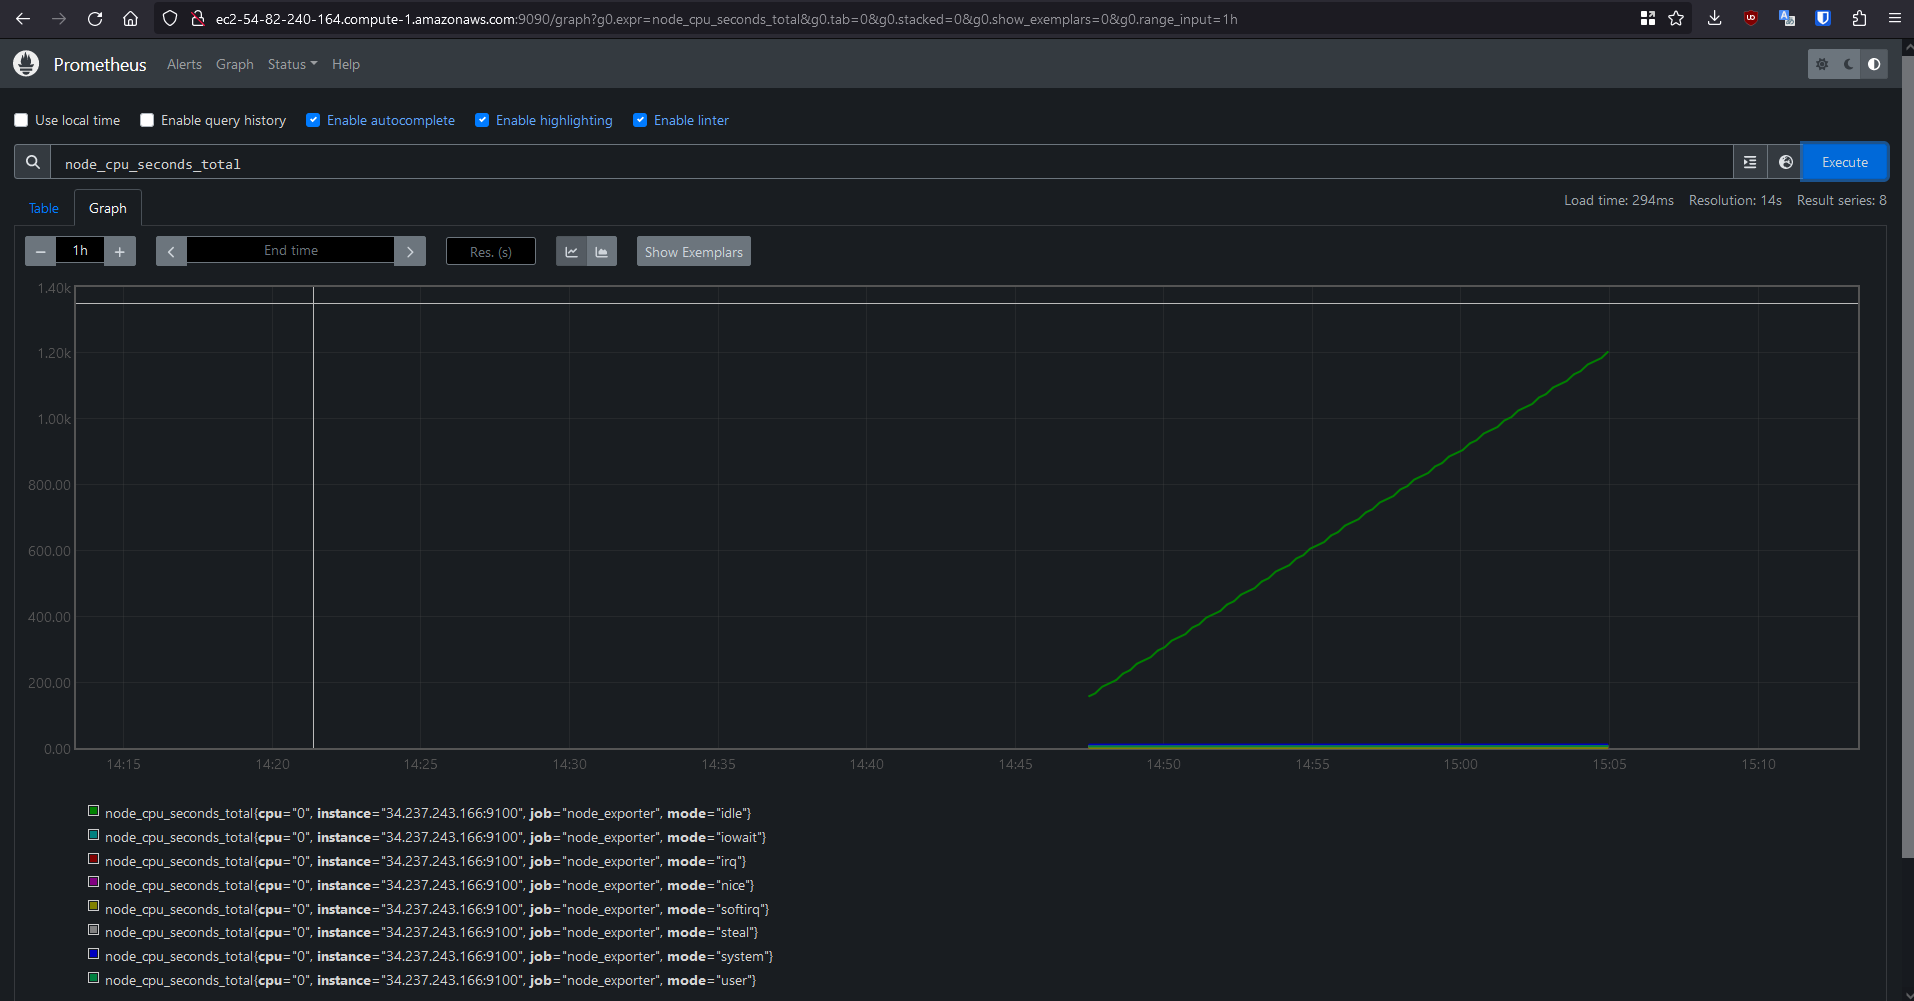 ec2-54-82-240-164.compute-1.amazonaws.com:9090/graph?g0.expr=node_cpu_seconds_total&g0.tab=0&g0.stacked=0&g0.show_exemplars=0&g0.range_input=1h
Prometheus Alerts Graph Status Help
Use local time Enable query history Enable autocomplete Enable highlighting Enable linter
node_cpu_seconds_total Execute
Table Graph Load time: 294ms Resolution: 14s Result series: 8
− 1h + End time Res. (s) Show Exemplars
1.40k
1.20k
1.00k
800.00
600.00
400.00
200.00
0.00
14:15 14:20 14:25 14:30 14:35 14:40 14:45 14:50 14:55 15:00 15:05 15:10
node_cpu_seconds_total{cpu="0", instance="34.237.243.166:9100", job="node_exporter", mode="idle"}
node_cpu_seconds_total{cpu="0", instance="34.237.243.166:9100", job="node_exporter", mode="iowait"}
node_cpu_seconds_total{cpu="0", instance="34.237.243.166:9100", job="node_exporter", mode="irq"}
node_cpu_seconds_total{cpu="0", instance="34.237.243.166:9100", job="node_exporter", mode="nice"}
node_cpu_seconds_total{cpu="0", instance="34.237.243.166:9100", job="node_exporter", mode="softirq"}
node_cpu_seconds_total{cpu="0", instance="34.237.243.166:9100", job="node_exporter", mode="steal"}
node_cpu_seconds_total{cpu="0", instance="34.237.243.166:9100", job="node_exporter", mode="system"}
node_cpu_seconds_total{cpu="0", instance="34.237.243.166:9100", job="node_exporter", mode="user"}